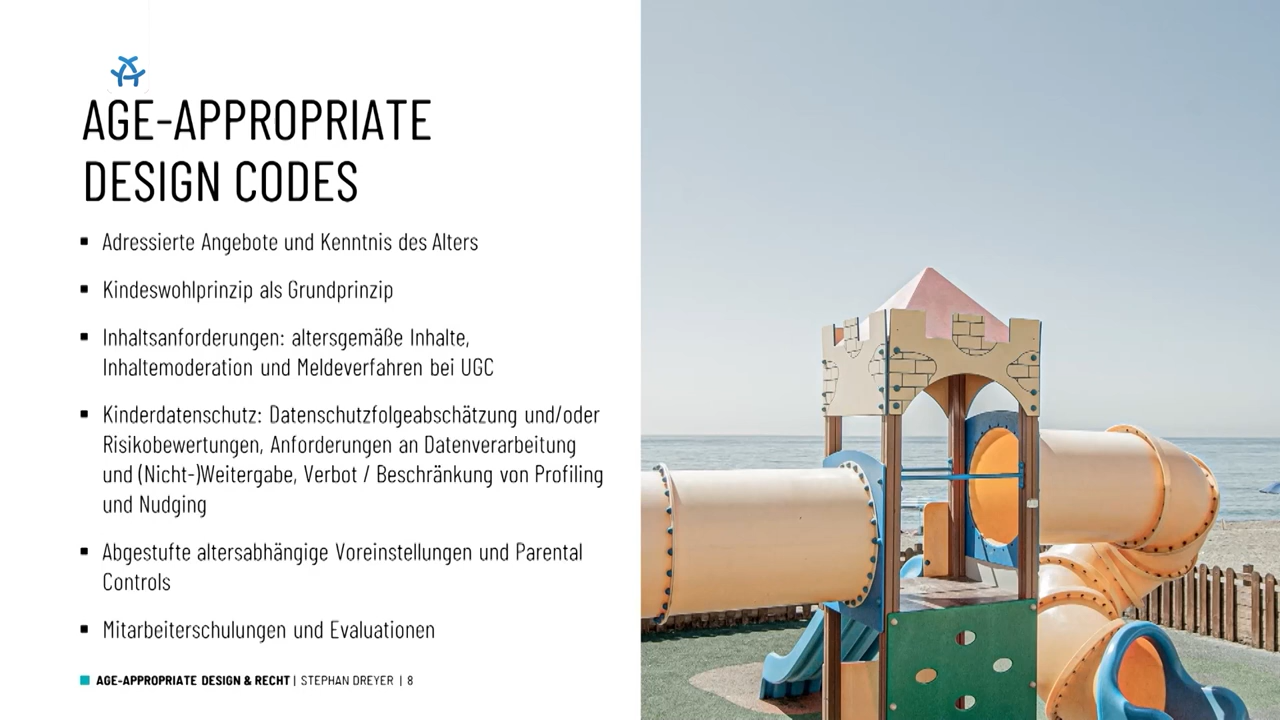 AGE-APPROPRIATE
DESIGN CODES
▪ Adressierte Angebote und Kenntnis des Alters
▪ Kindeswohlprinzip als Grundprinzip
▪ Inhaltsanforderungen: altersgemäße Inhalte,
Inhaltemoderation und Meldeverfahren bei UGC
▪ Kinderdatenschutz: Datenschutzfolgeabschätzung und/oder
Risikobewertungen, Anforderungen an Datenverarbeitung
und (Nicht-)Weitergabe, Verbot / Beschränkung von Profiling
und Nudging
▪ Abgestufte altersabhängige Voreinstellungen und Parental
Controls
▪ Mitarbeiterschulungen und Evaluationen
AGE-APPROPRIATE DESIGN & RECHT | STEPHAN DREYER | 8